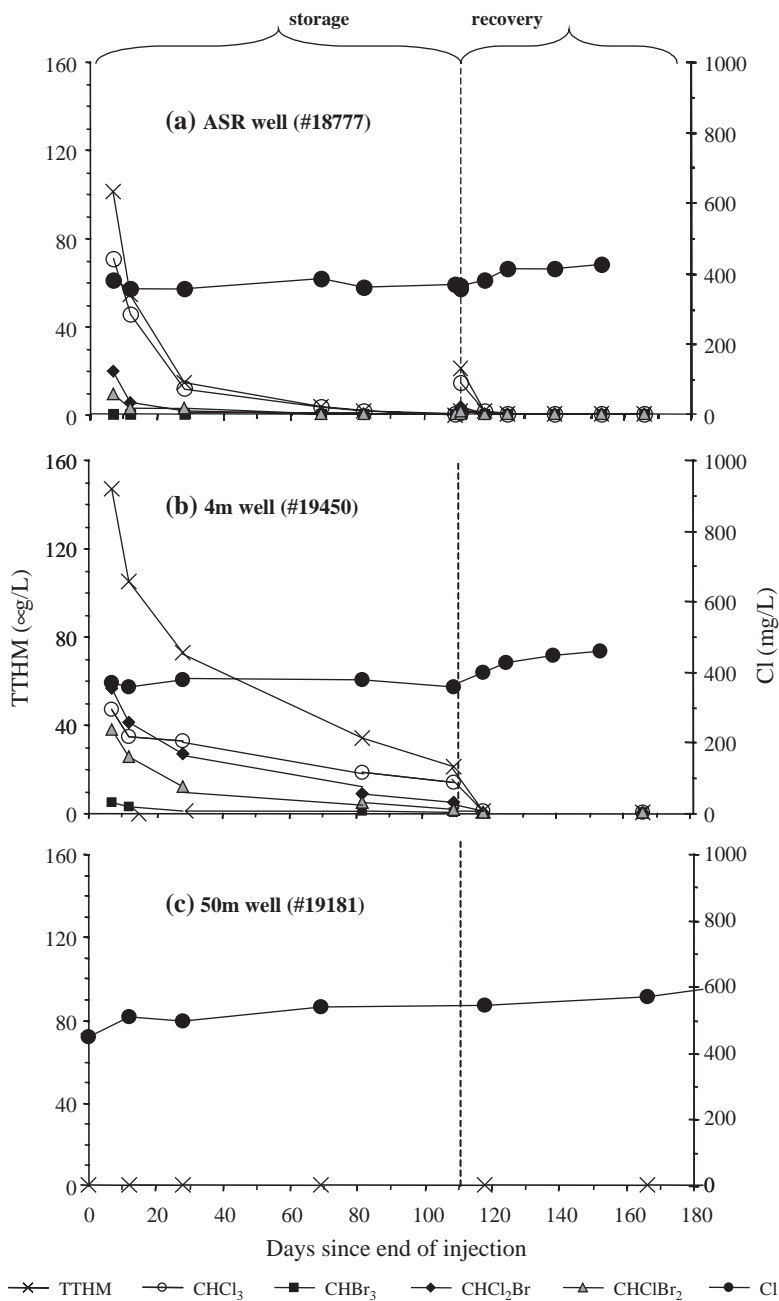 storage recovery
160 1000
(a) ASR well (#18777)
120 800
80 600
40 400
200
0 0
160 1000
(b) 4m well (#19450)
120 800
80 600
40 400
200
0 0
TTHM (∝g/L)
Cl (mg/L)
160 1000
(c) 50m well (#19181)
120 800
80 600
40 400
200
0 0
0 20 40 60 80 100 120 140 160 180
Days since end of injection
TTHM CHCl₃ CHBr₃ CHCl₂Br CHClBr₂ Cl